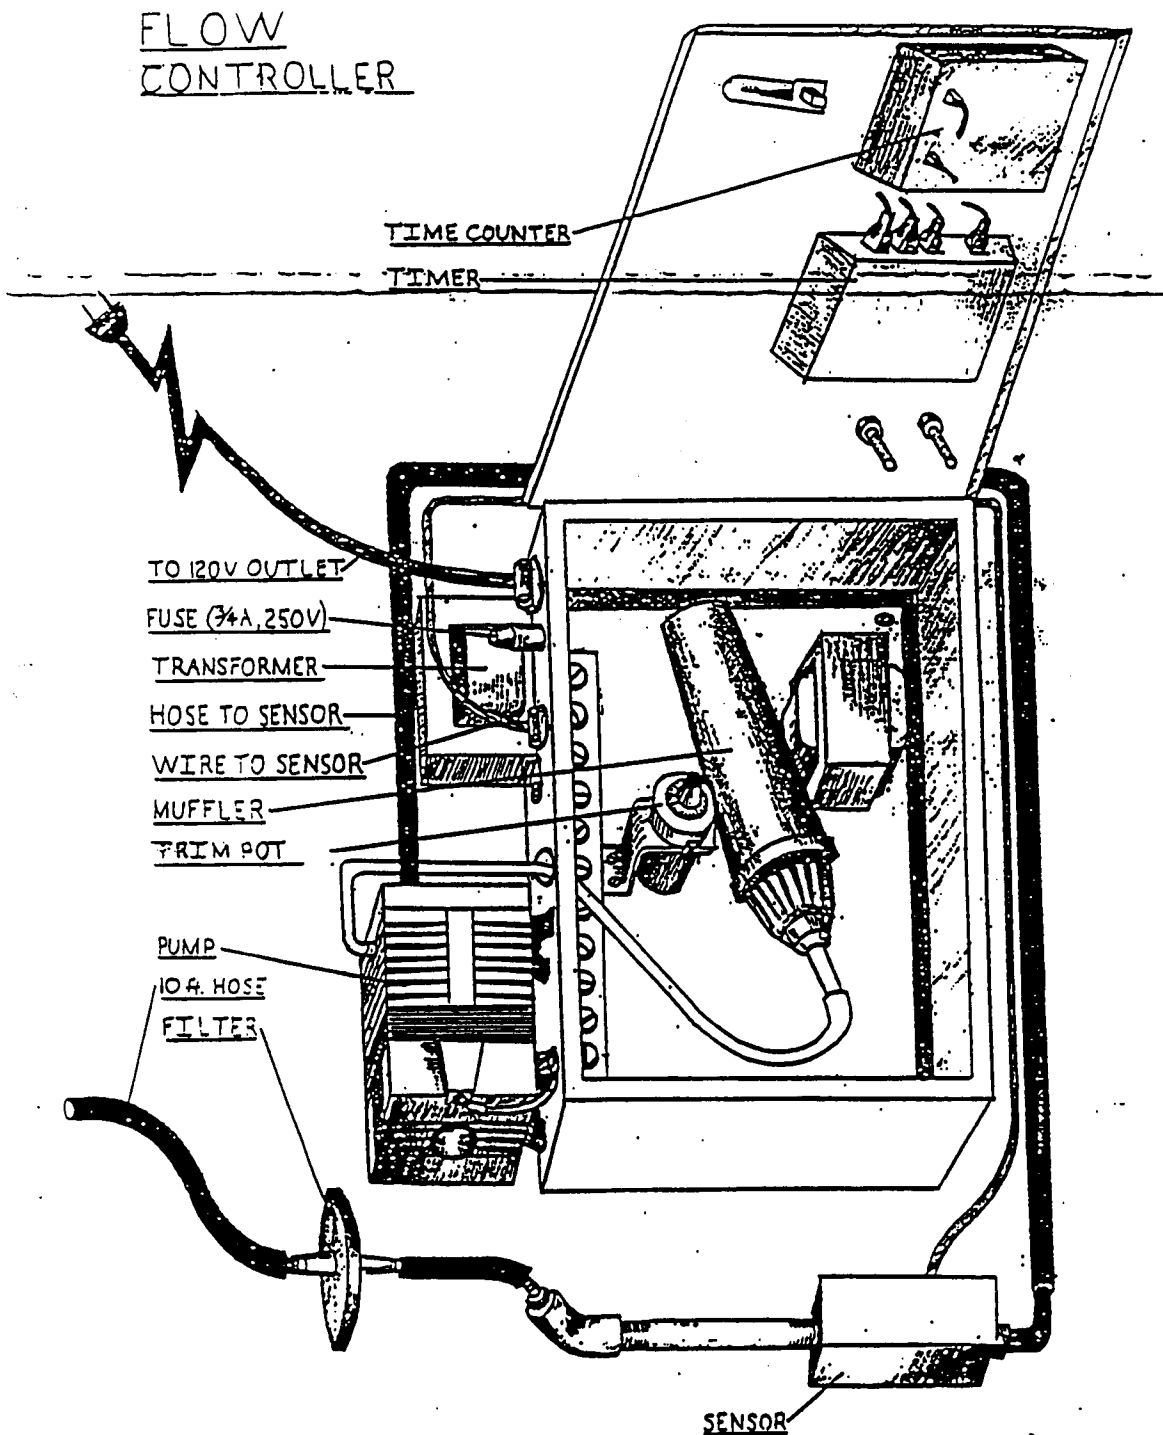 FLOW
CONTROLLER
TIME COUNTER
TIMER
TO 120V OUTLET
FUSE (3/4A, 250V)
TRANSFORMER
HOSE TO SENSOR
WIRE TO SENSOR
MUFFLER
TRIM POT
PUMP
10 ft. HOSE
FILTER
SENSOR